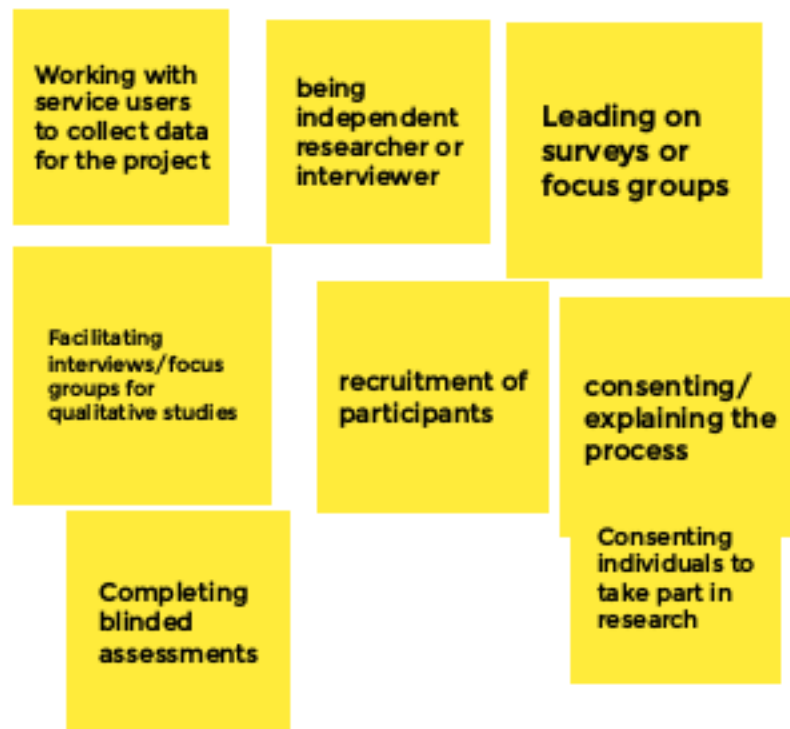 Working with
service users
to collect data
for the project
being
independent
researcher or
interviewer
Leading on
surveys or
focus groups
Facilitating
interviews/focus
groups for
qualitative studies
recruitment of
participants
consenting/
explaining the
process
Completing
blinded
assessments
Consenting
individuals to
take part in
research